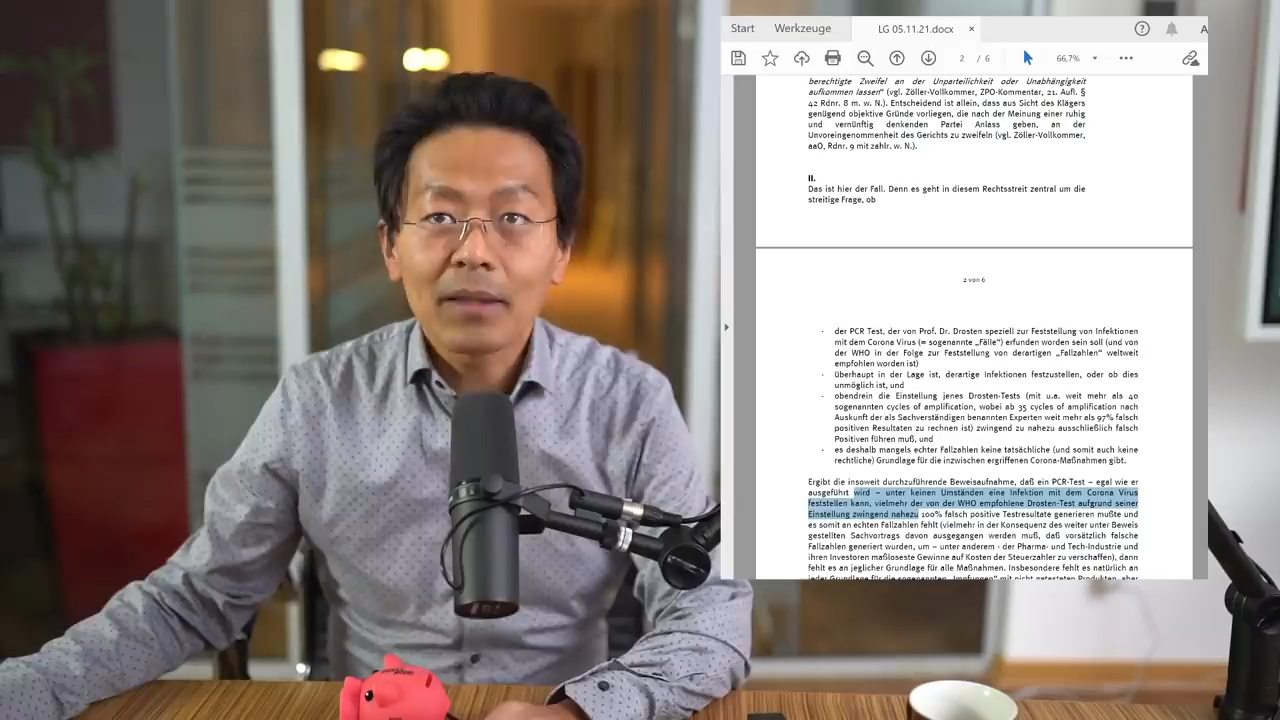 Start Werkzeuge LG 05.11.21.docx ×
2 / 6 66,7%
berechtigte Zweifel an der Unparteilichkeit oder Unabhängigkeit
aufkommen lassen" (vgl. Zöller-Vollkommer, ZPO-Kommentar, 21. Aufl. §
42 Rdnr. 8 m. w. N.). Entscheidend ist allein, dass aus Sicht des Klägers
genügend objektive Gründe vorliegen, die nach der Meinung einer ruhig
und vernünftig denkenden Partei Anlass geben, an der
Unvoreingenommenheit des Gerichts zu zweifeln (vgl. Zöller-Vollkommer,
aaO, Rdnr. 9 mit zahlr. w. N.).
II.
Das ist hier der Fall. Denn es geht in diesem Rechtsstreit zentral um die
streitige Frage, ob
2 von 6
- der PCR Test, der von Prof. Dr. Drosten speziell zur Feststellung von Infektionen
mit dem Corona Virus (= sogenannte „Fälle“) erfunden worden sein soll (und von
der WHO in der Folge zur Feststellung von derartigen „Fallzahlen“ weltweit
empfohlen worden ist)
- überhaupt in der Lage ist, derartige Infektionen festzustellen, oder ob dies
unmöglich ist, und
- obendrein die Einstellung jenes Drosten-Tests (mit u.a. weit mehr als 40
sogenannten cycles of amplification, wobei ab 35 cycles of amplification nach
Auskunft der als Sachverständigen benannten Experten weit mehr als 97% falsch
positiven Resultaten zu rechnen ist) zwingend zu nahezu ausschließlich falsch
Positiven führen muß, und
- es deshalb mangels echter Fallzahlen keine tatsächliche (und somit auch keine
rechtliche) Grundlage für die inzwischen ergriffenen Corona-Maßnahmen gibt.
Ergibt die insoweit durchzuführende Beweisaufnahme, daß ein PCR-Test – egal wie er
ausgeführt wird – unter keinen Umständen eine Infektion mit dem Corona Virus
feststellen kann, vielmehr der von der WHO empfohlene Drosten-Test aufgrund seiner
Einstellung zwingend nahezu 100% falsch positive Testresultate generieren mußte und
es somit an echten Fallzahlen fehlt (vielmehr in der Konsequenz des weiter unter Beweis
gestellten Sachvortrags davon ausgegangen werden muß, daß vorsätzlich falsche
Fallzahlen generiert wurden, um – unter anderem - der Pharma- und Tech-Industrie und
ihren Investoren maßloseste Gewinne auf Kosten der Steuerzahler zu verschaffen), dann
fehlt es an jeglicher Grundlage für alle Maßnahmen. Insbesondere fehlt es natürlich an
jeder Grundlage für die sogenannten „Impfungen“ mit nicht getesteten Produkten, aber